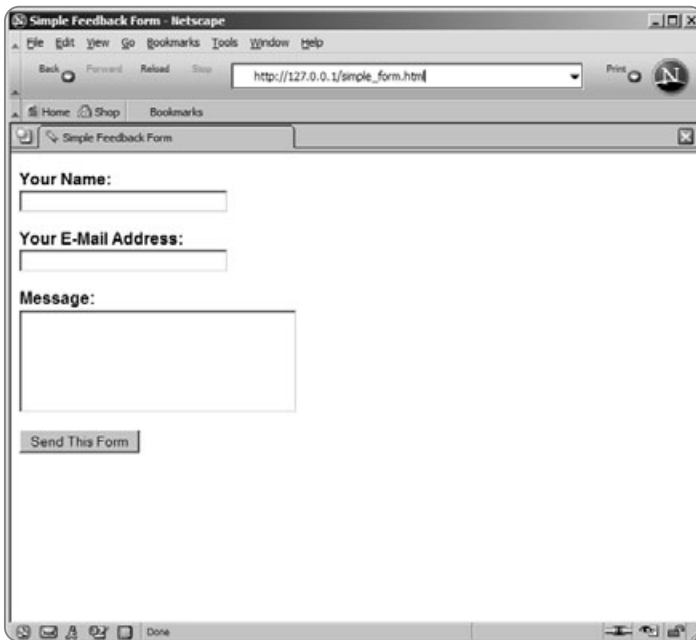 Simple Feedback Form - Netscape
File Edit View Go Bookmarks Tools Window Help
Back Forward Reload Stop http://127.0.0.1/simple_form.html Print N
Home Shop Bookmarks
Simple Feedback Form
Your Name:
Your E-Mail Address:
Message:
Send This Form
Done